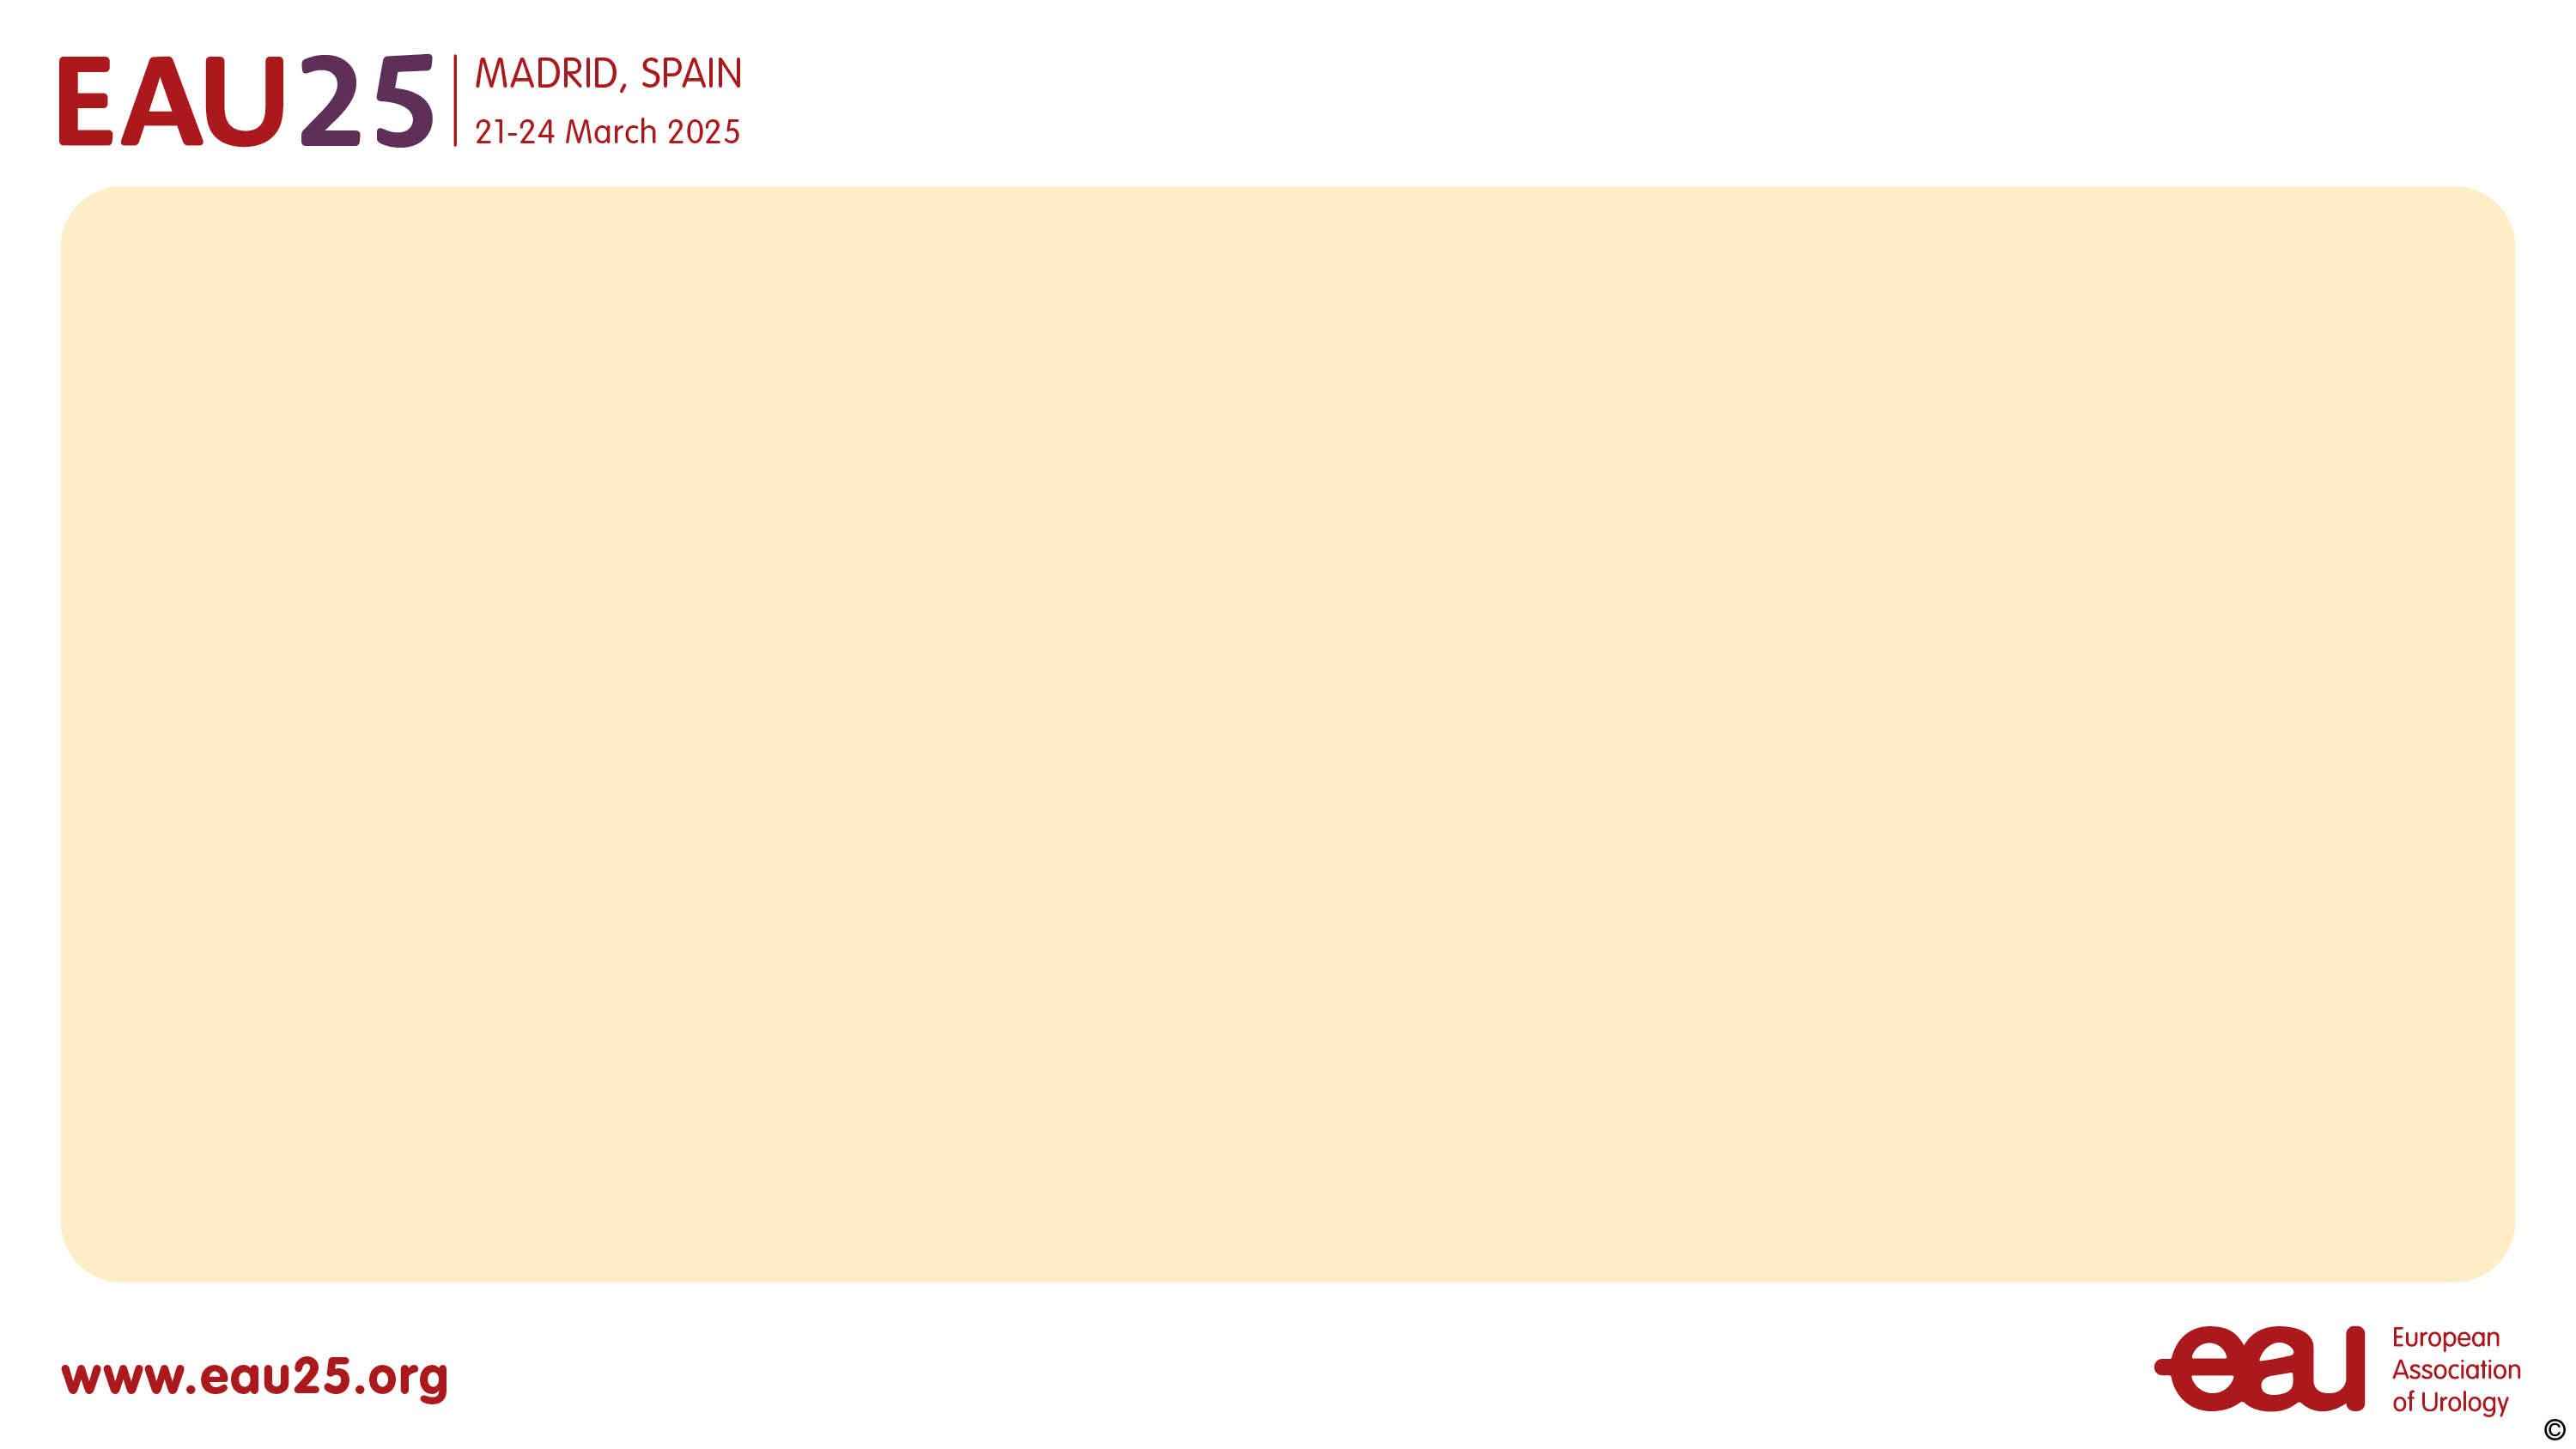 EAU25
MADRID, SPAIN
21-24 March 2025
www.eau25.org
eau
European
Association
of Urology
©